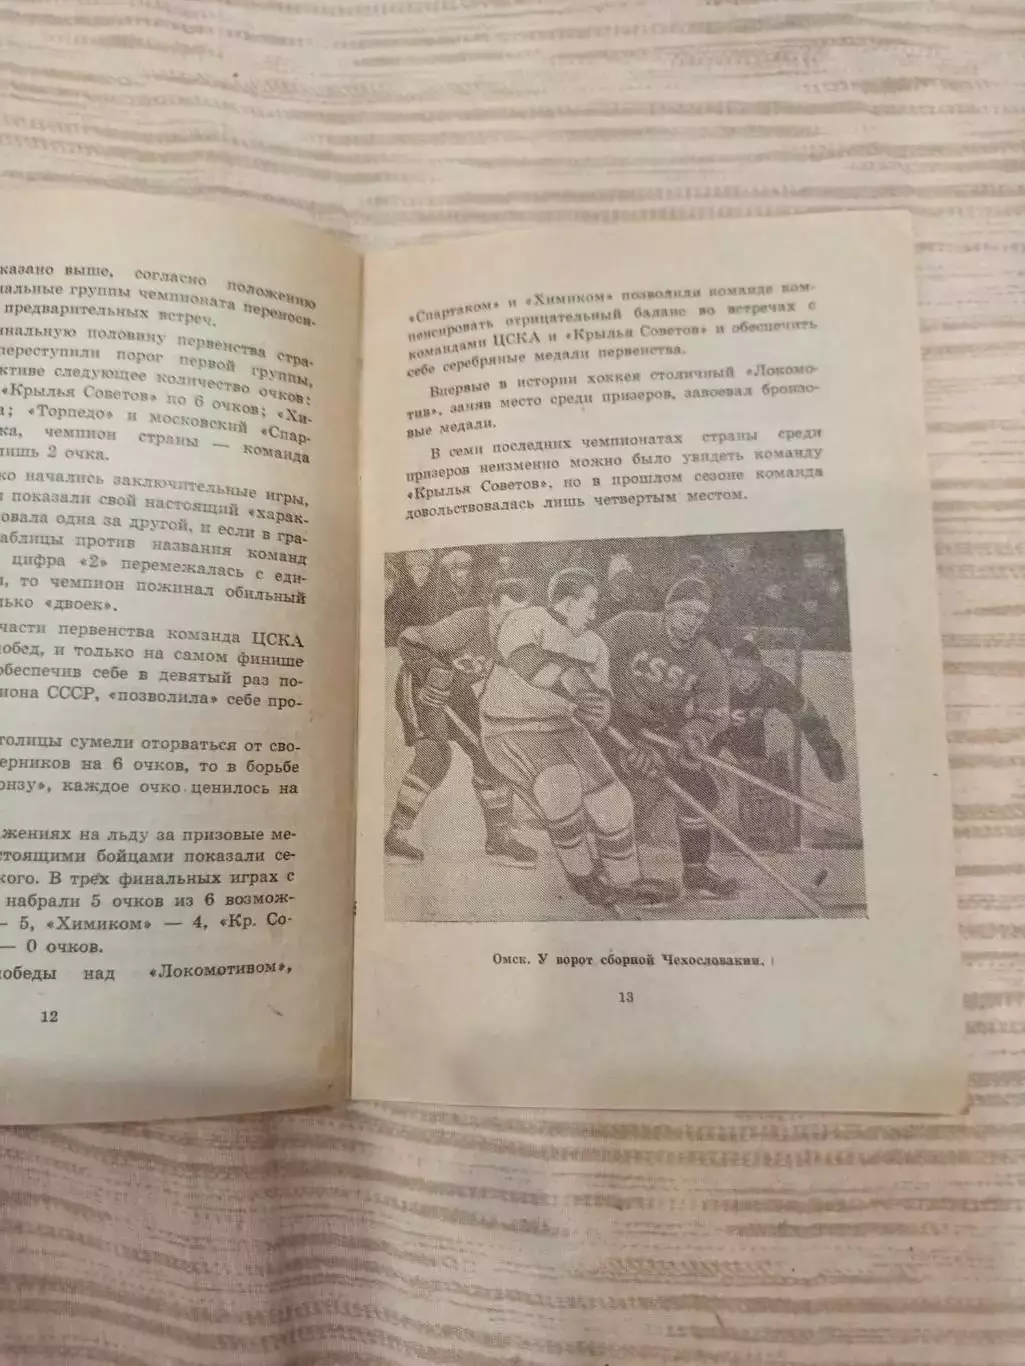 казано выше, согласно положению
альные группы чемпионата переноси-
предварительных встреч.
инальную половину первенства стра-
переступили порог первой группы,
ктиве следующее количество очков:
«Крылья Советов» по 6 очков; «Хи-
а; «Торпедо» и московский «Спар-
ка, чемпион страны — команда
лишь 2 очка.
ко начались заключительные игры,
и показали свой настоящий «харак-
овала одна за другой, и если в гра-
аблицы против названия команд
цифра «2» перемежалась с еди-
и, то чемпион пожинал обильный
лько «двоек».
части первенства команда ЦСКА
обед, и только на самом финише
обеспечив себе в девятый раз по-
иона СССР, «позволила» себе про-
толицы сумели оторваться от сво-
ерников на 6 очков, то в борьбе
онзу», каждое очко ценилось на
ажениях на льду за призовые ме-
стоящими бойцами показали се-
кого. В трех финальных играх с
набрали 5 очков из 6 возмож-
— 5, «Химиком» — 4, «Кр. Со-
— 0 очков.
обеды над «Локомотивом»,
12
«Спартаком» и «Химиком» позволили команде ком-
пенсировать отрицательный баланс во встречах с
командами ЦСКА и «Крылья Советов» и обеспечить
себе серебряные медали первенства.
Впервые в истории хоккея столичный «Локомо-
тив», заняв место среди призеров, завоевал бронзо-
вые медали.
В семи последних чемпионатах страны среди
призеров неизменно можно было увидеть команду
«Крылья Советов», но в прошлом сезоне команда
довольствовалась лишь четвертым местом.
ČSSR
Омск. У ворот сборной Чехословакии.
13